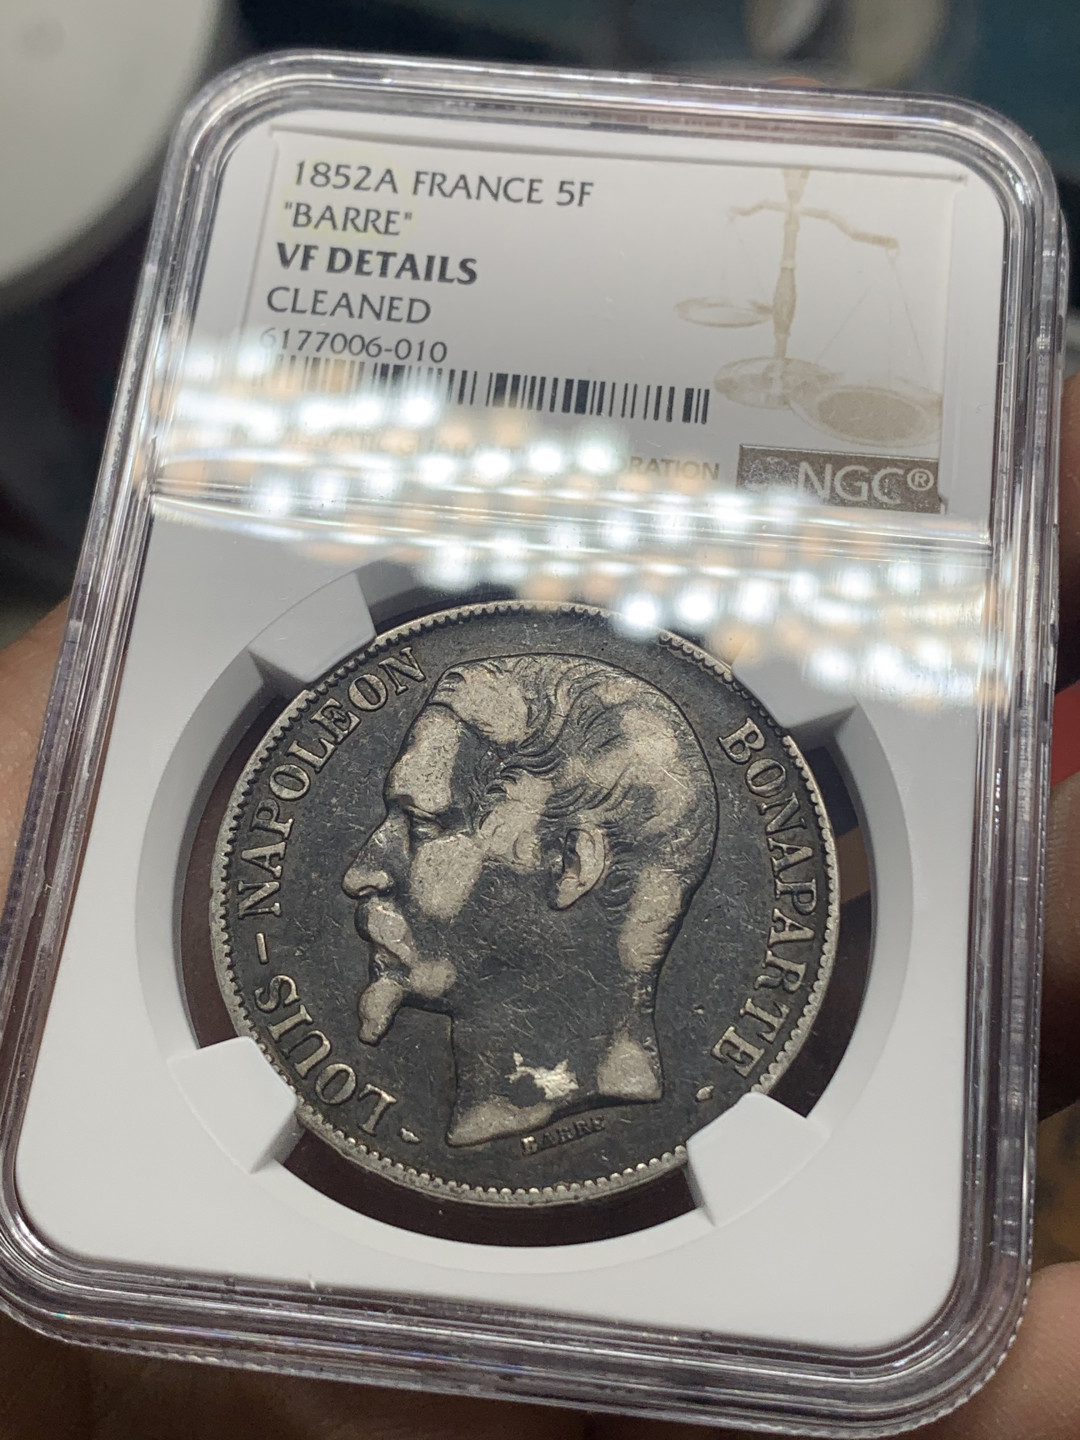 1852A FRANCE 5F
"BARRE"
VF DETAILS
CLEANED
6177006-010
NGC®
LOUIS-NAPOLEON BONAPARTE
BARRE